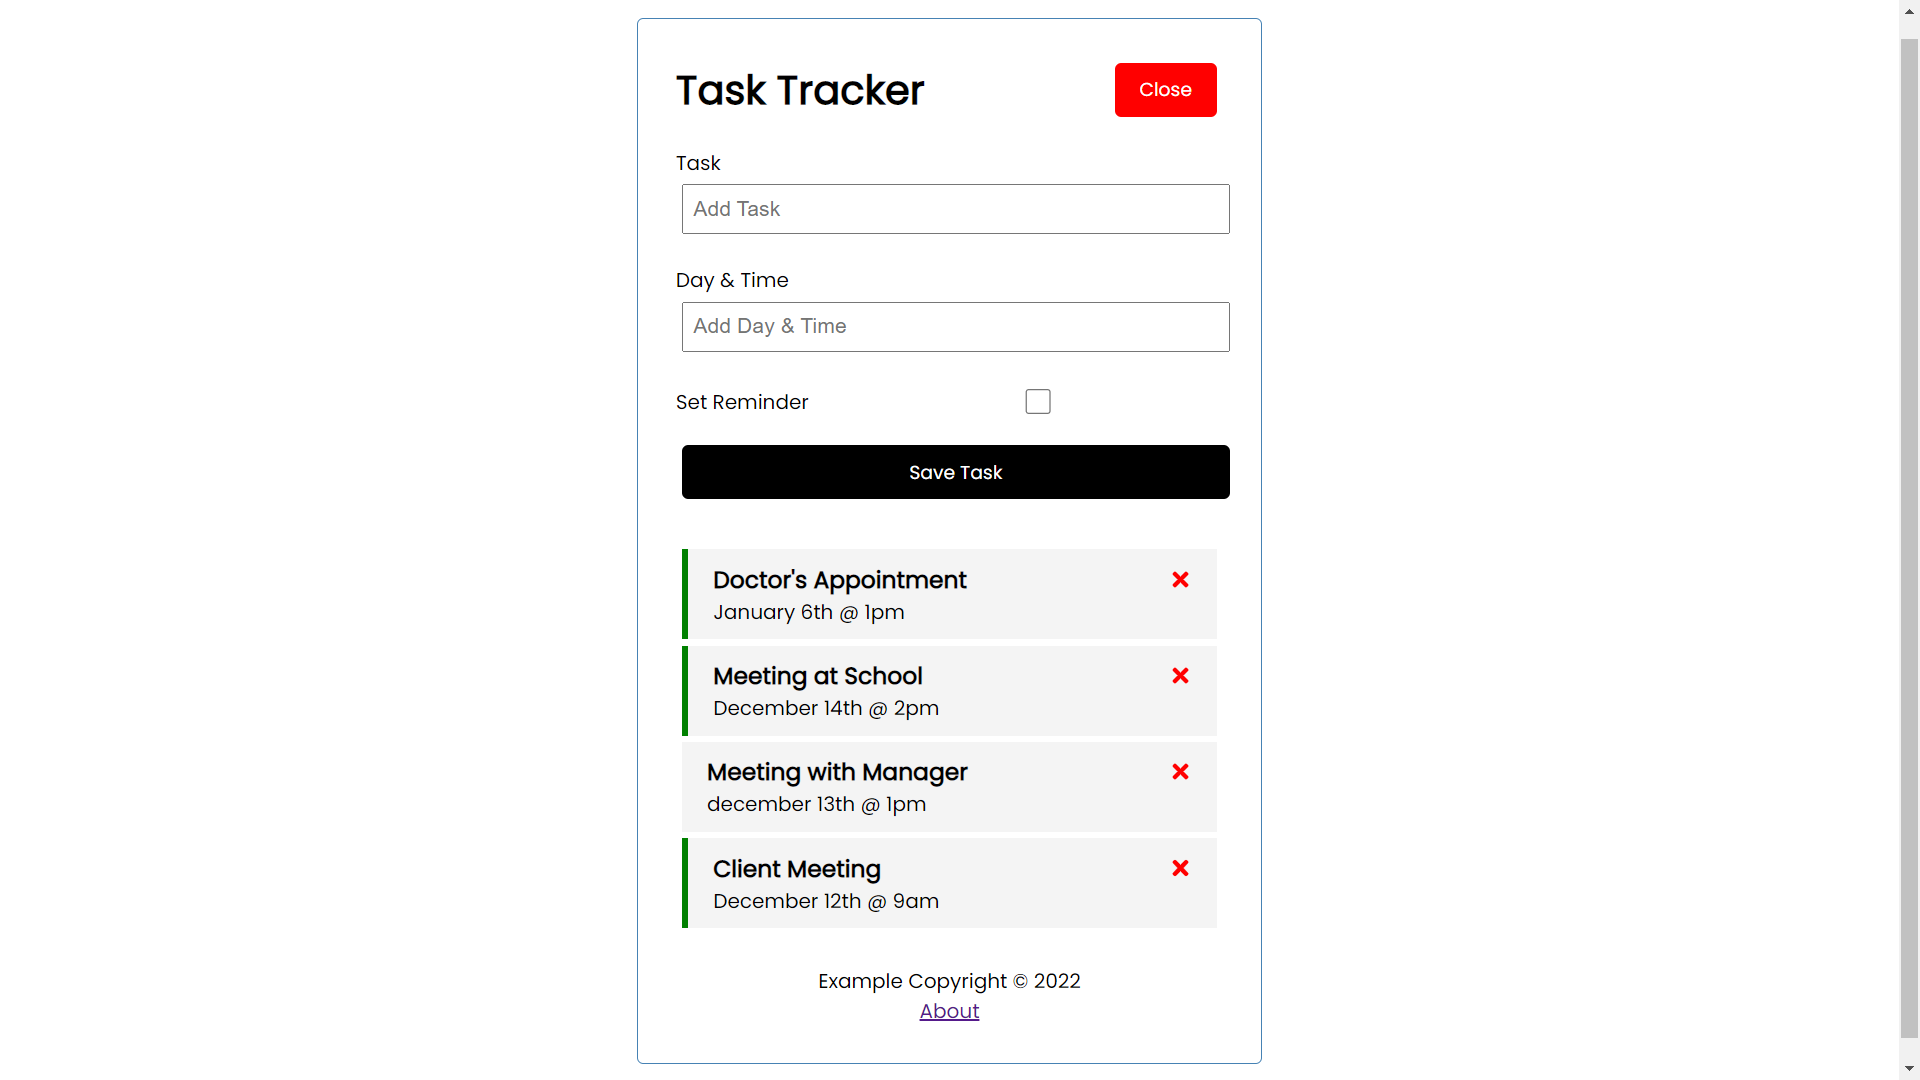 Task Tracker
Close
Task
Add Task
Day & Time
Add Day & Time
Set Reminder
Save Task
Doctor's Appointment
January 6th @ 1pm
Meeting at School
December 14th @ 2pm
Meeting with Manager
december 13th @ 1pm
Client Meeting
December 12th @ 9am
Example Copyright © 2022
About